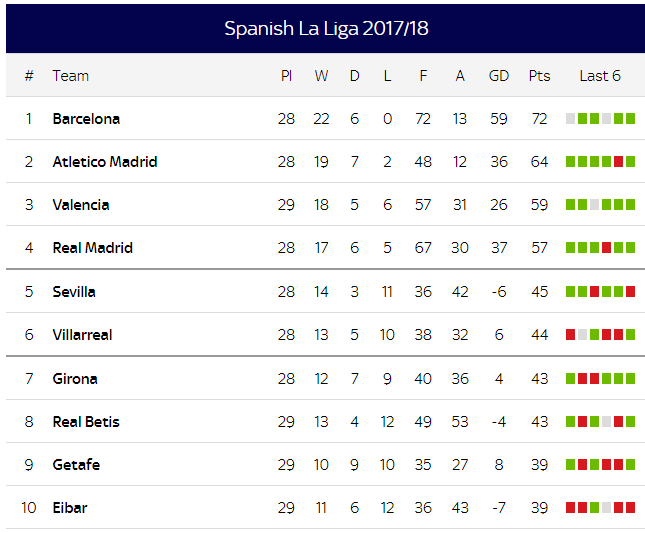 Spanish La Liga 2017/18
# Team Pl W D L F A GD Pts Last 6
1 Barcelona 28 22 6 0 72 13 59 72
2 Atletico Madrid 28 19 7 2 48 12 36 64
3 Valencia 29 18 5 6 57 31 26 59
4 Real Madrid 28 17 6 5 67 30 37 57
5 Sevilla 28 14 3 11 36 42 -6 45
6 Villarreal 28 13 5 10 38 32 6 44
7 Girona 28 12 7 9 40 36 4 43
8 Real Betis 29 13 4 12 49 53 -4 43
9 Getafe 29 10 9 10 35 27 8 39
10 Eibar 29 11 6 12 36 43 -7 39